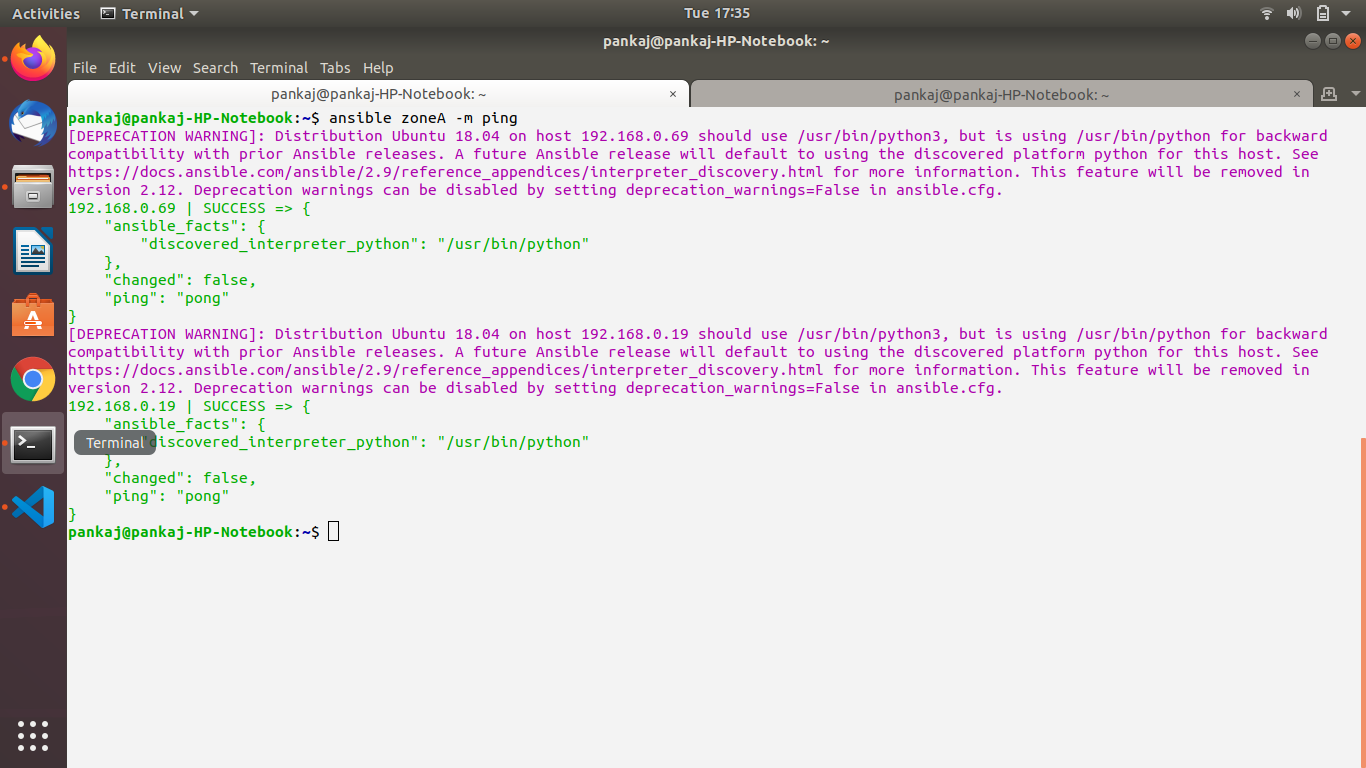 Activities Terminal Tue 17:35
pankaj@pankaj-HP-Notebook: ~
File Edit View Search Terminal Tabs Help
pankaj@pankaj-HP-Notebook: ~ × pankaj@pankaj-HP-Notebook: ~ ×
pankaj@pankaj-HP-Notebook:~$ ansible zoneA -m ping
[DEPRECATION WARNING]: Distribution Ubuntu 18.04 on host 192.168.0.69 should use /usr/bin/python3, but is using /usr/bin/python for backward
compatibility with prior Ansible releases. A future Ansible release will default to using the discovered platform python for this host. See
https://docs.ansible.com/ansible/2.9/reference_appendices/interpreter_discovery.html for more information. This feature will be removed in
version 2.12. Deprecation warnings can be disabled by setting deprecation_warnings=False in ansible.cfg.
192.168.0.69 | SUCCESS => {
    "ansible_facts": {
        "discovered_interpreter_python": "/usr/bin/python"
    },
    "changed": false,
    "ping": "pong"
}
[DEPRECATION WARNING]: Distribution Ubuntu 18.04 on host 192.168.0.19 should use /usr/bin/python3, but is using /usr/bin/python for backward
compatibility with prior Ansible releases. A future Ansible release will default to using the discovered platform python for this host. See
https://docs.ansible.com/ansible/2.9/reference_appendices/interpreter_discovery.html for more information. This feature will be removed in
version 2.12. Deprecation warnings can be disabled by setting deprecation_warnings=False in ansible.cfg.
192.168.0.19 | SUCCESS => {
    "ansible_facts": {
Terminal "discovered_interpreter_python": "/usr/bin/python"
    },
    "changed": false,
    "ping": "pong"
}
pankaj@pankaj-HP-Notebook:~$